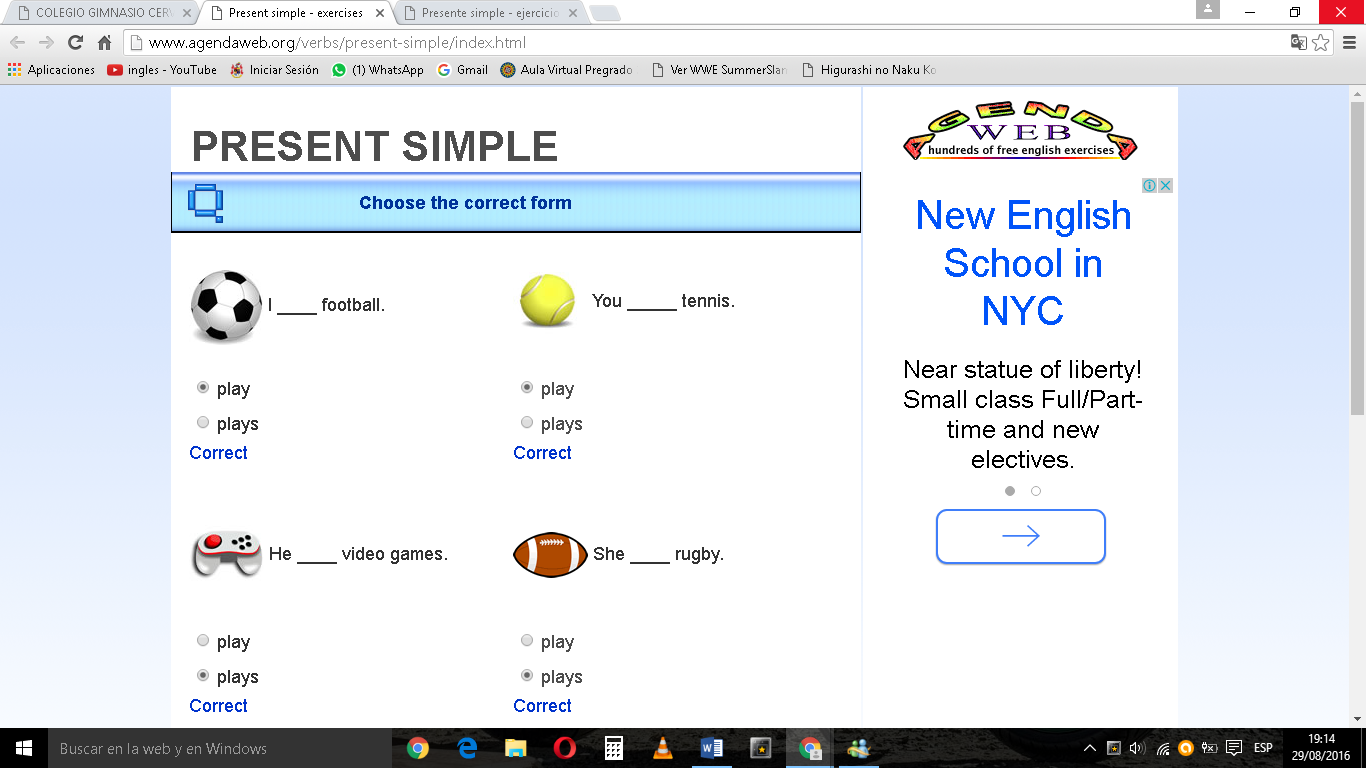 COLEGIO GIMNASIO CER
Present simple - exercises
Presente simple - ejercicio
www.agendaweb.org/verbs/present-simple/index.html
Aplicaciones
ingles - YouTube
Iniciar Sesión
(1) WhatsApp
Gmail
Aula Virtual Pregrado
Ver WWE SummerSlan
Higurashi no Naku Ko
PRESENT SIMPLE
Choose the correct form
I ____ football.
You _____ tennis.
play
plays
Correct
play
plays
Correct
He ____ video games.
She ____ rugby.
play
plays
Correct
play
plays
Correct
AGENDA
WEB
hundreds of free english exercises
New English
School in
NYC
Near statue of liberty!
Small class Full/Part-
time and new
electives.
Buscar en la web y en Windows
ESP
19:14
29/08/2016